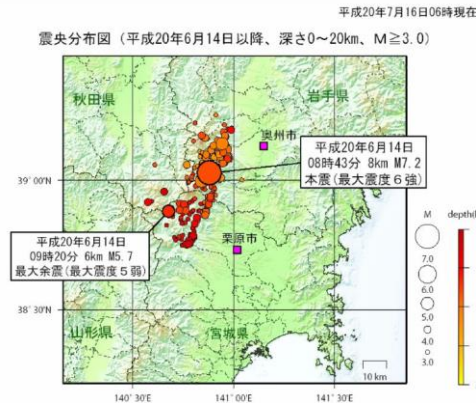 平成20年7月16日06時現在
震央分布図（平成20年6月14日以降、深さ0～20km、M≧3.0）
秋田県
岩手県
奥州市
平成20年6月14日
08時43分 8km M7.2
本震(最大震度６強)
39°00'
M
depth(
平成20年6月14日
09時20分 6km M5.7
最大余震(最大震度５弱)
栗原市
7.0
6.0
5.0
4.0
3.0
38°30'
山形県
宮城県
10 km
140°30'E
141°00'
141°30'